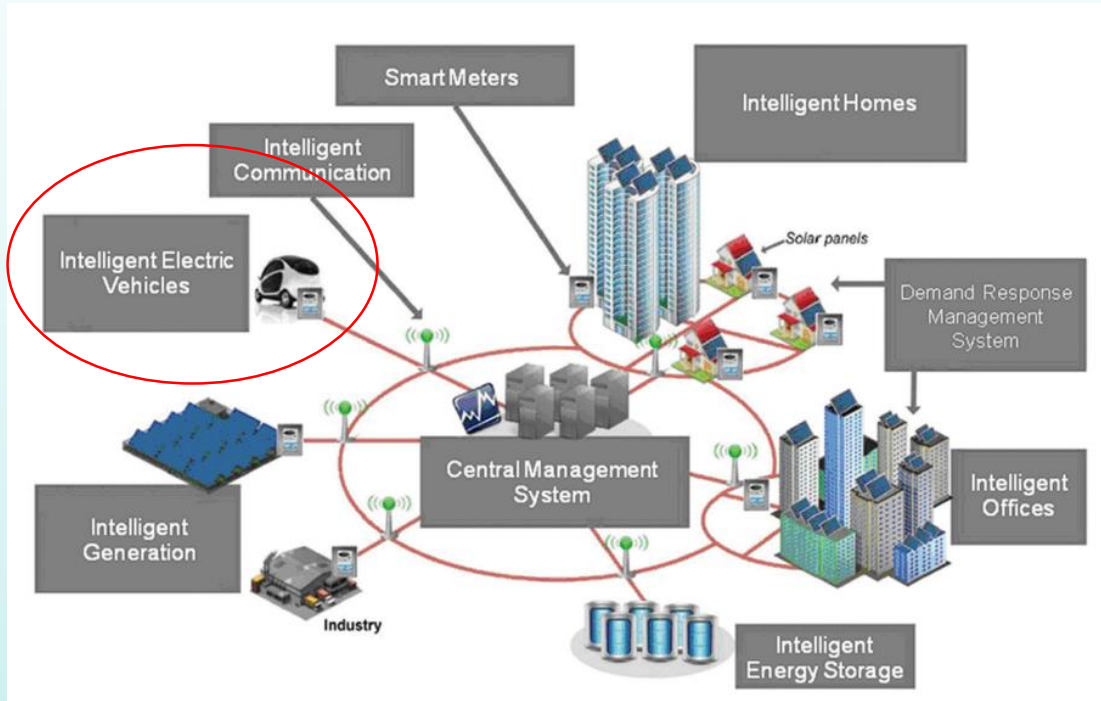 Smart Meters
Intelligent Homes
Intelligent
Communication
Intelligent Electric
Vehicles
Solar panels
Demand Response
Management
System
Central Management
System
Intelligent
Offices
Intelligent
Generation
Industry
Intelligent
Energy Storage